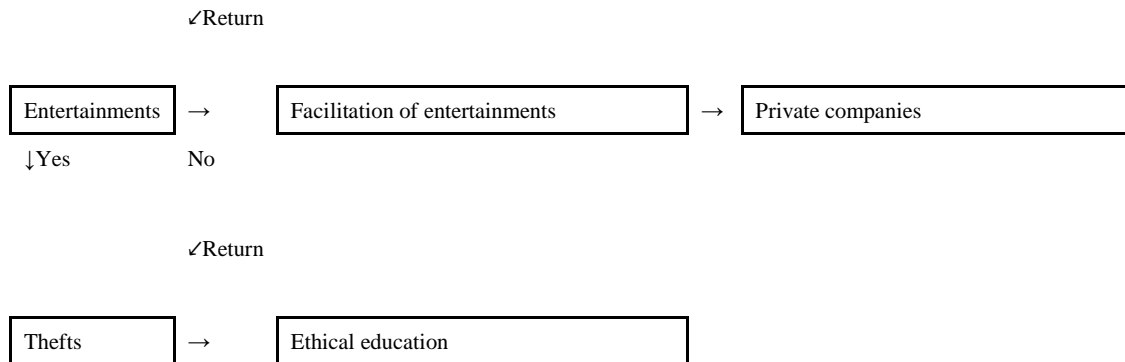 ↙Return
Entertainments → Facilitation of entertainments → Private companies
↓Yes No
↙Return
Thefts → Ethical education